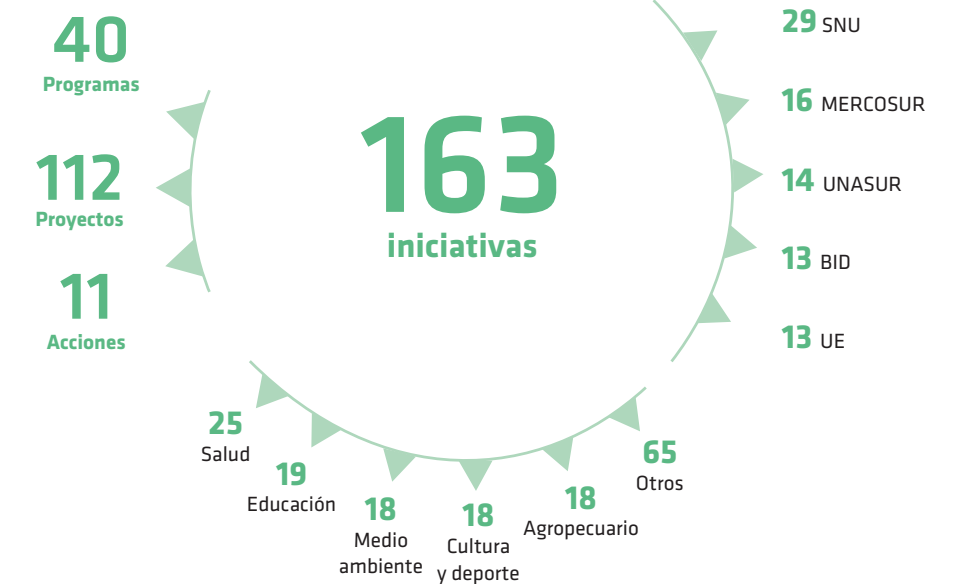 40
Programas
112
Proyectos
11
Acciones
163
iniciativas
29 SNU
16 MERCOSUR
14 UNASUR
13 BID
13 UE
25
Salud
19
Educación
18
Medio
ambiente
18
Cultura
y deporte
18
Agropecuario
65
Otros